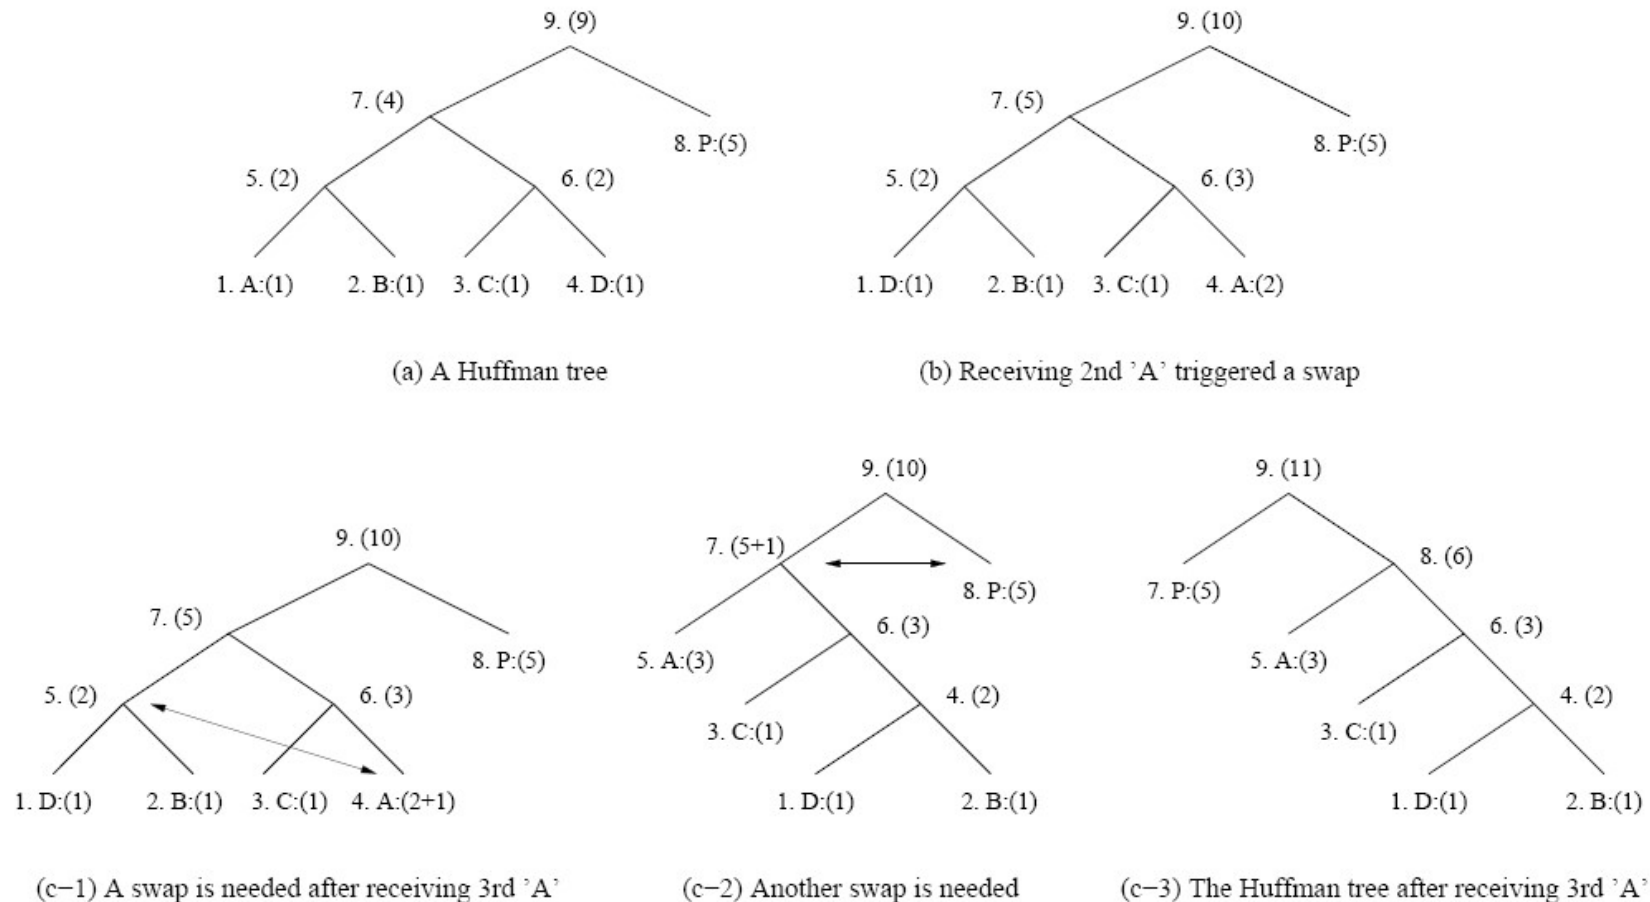 9. (9)
7. (4)
8. P:(5)
5. (2)
6. (2)
1. A:(1) 2. B:(1) 3. C:(1) 4. D:(1)
(a) A Huffman tree
9. (10)
7. (5)
8. P:(5)
5. (2)
6. (3)
1. D:(1) 2. B:(1) 3. C:(1) 4. A:(2)
(b) Receiving 2nd ’A’ triggered a swap
9. (10)
7. (5)
8. P:(5)
5. (2)
6. (3)
1. D:(1) 2. B:(1) 3. C:(1) 4. A:(2+1)
(c−1) A swap is needed after receiving 3rd ’A’
9. (10)
7. (5+1)
8. P:(5)
6. (3)
5. A:(3)
4. (2)
3. C:(1)
1. D:(1) 2. B:(1)
(c−2) Another swap is needed
9. (11)
8. (6)
7. P:(5)
6. (3)
5. A:(3)
4. (2)
3. C:(1)
1. D:(1) 2. B:(1)
(c−3) The Huffman tree after receiving 3rd ’A’